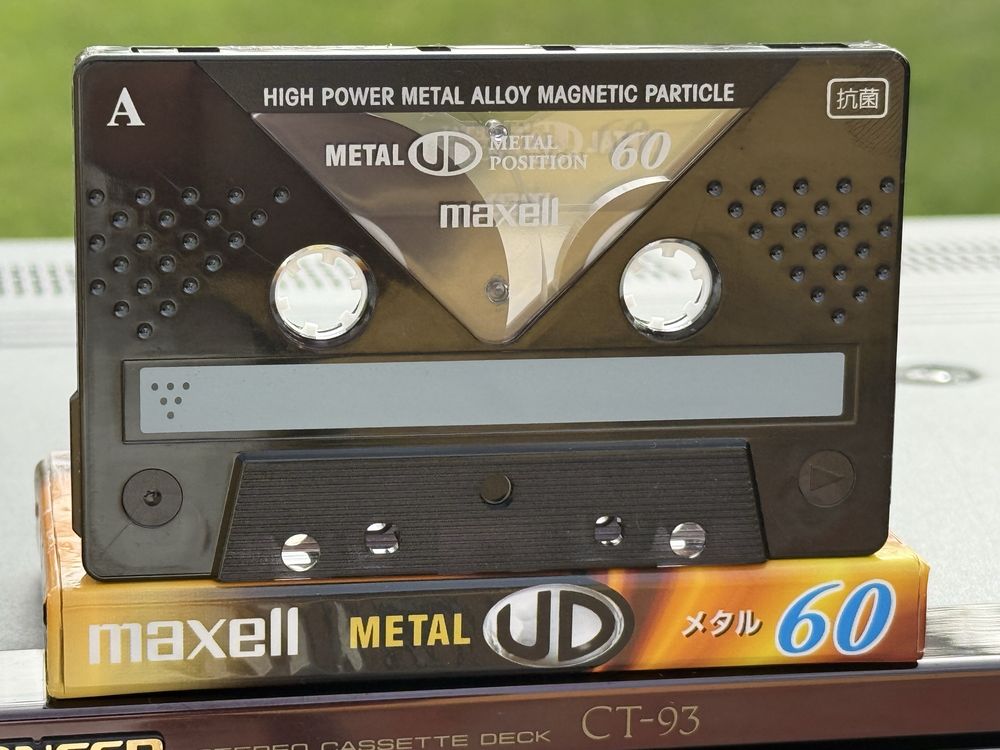 A
HIGH POWER METAL ALLOY MAGNETIC PARTICLE
抗菌
METAL UD METAL POSITION 60
maxell
maxell METAL UD メタル 60
STEREO CASSETTE DECK CT-93